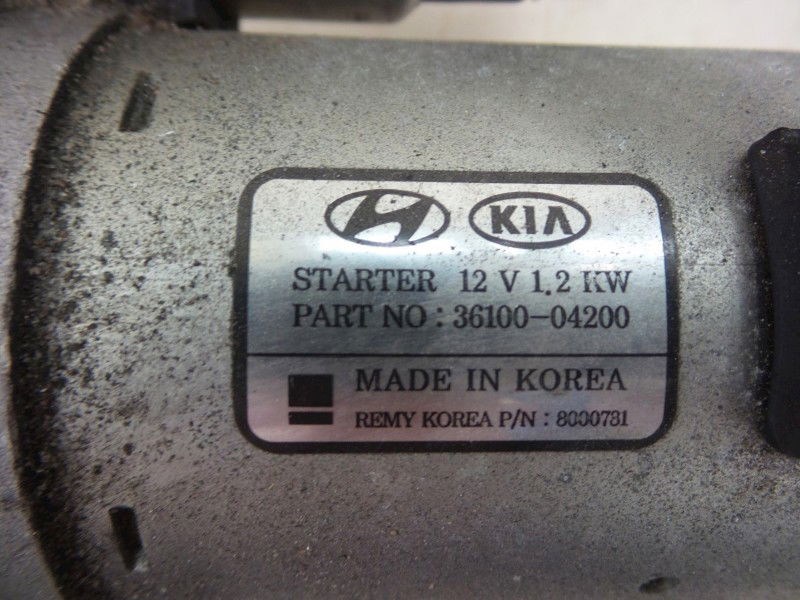 KIA
STARTER 12 V 1.2 KW
PART NO : 36100-04200
MADE IN KOREA
REMY KOREA P/N : 8000731